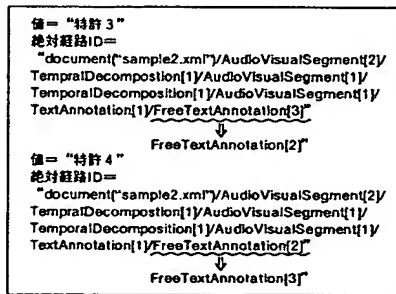 値＝ “特許３”
絶対経路ID＝
“document("sample2.xml")/AudioVisualSegment[2]/
TempralDecompostion[1]/AudioVisualSegment[1]/
TemporalDecompostion[1]/AudioVisualSegment[1]/
TextAnnotation[1]/FreeTextAnnotation[3]”
⇩
FreeTextAnnotation[2]”
値＝ “特許４”
絶対経路ID＝
“document("sample2.xml")/AudioVisualSegment[2]/
TempralDecompostion[1]/AudioVisualSegment[1]/
TemporalDecompostion[1]/AudioVisualSegment[1]/
TextAnnotation[1]/FreeTextAnnotation[2]”
⇩
FreeTextAnnotation[3]”